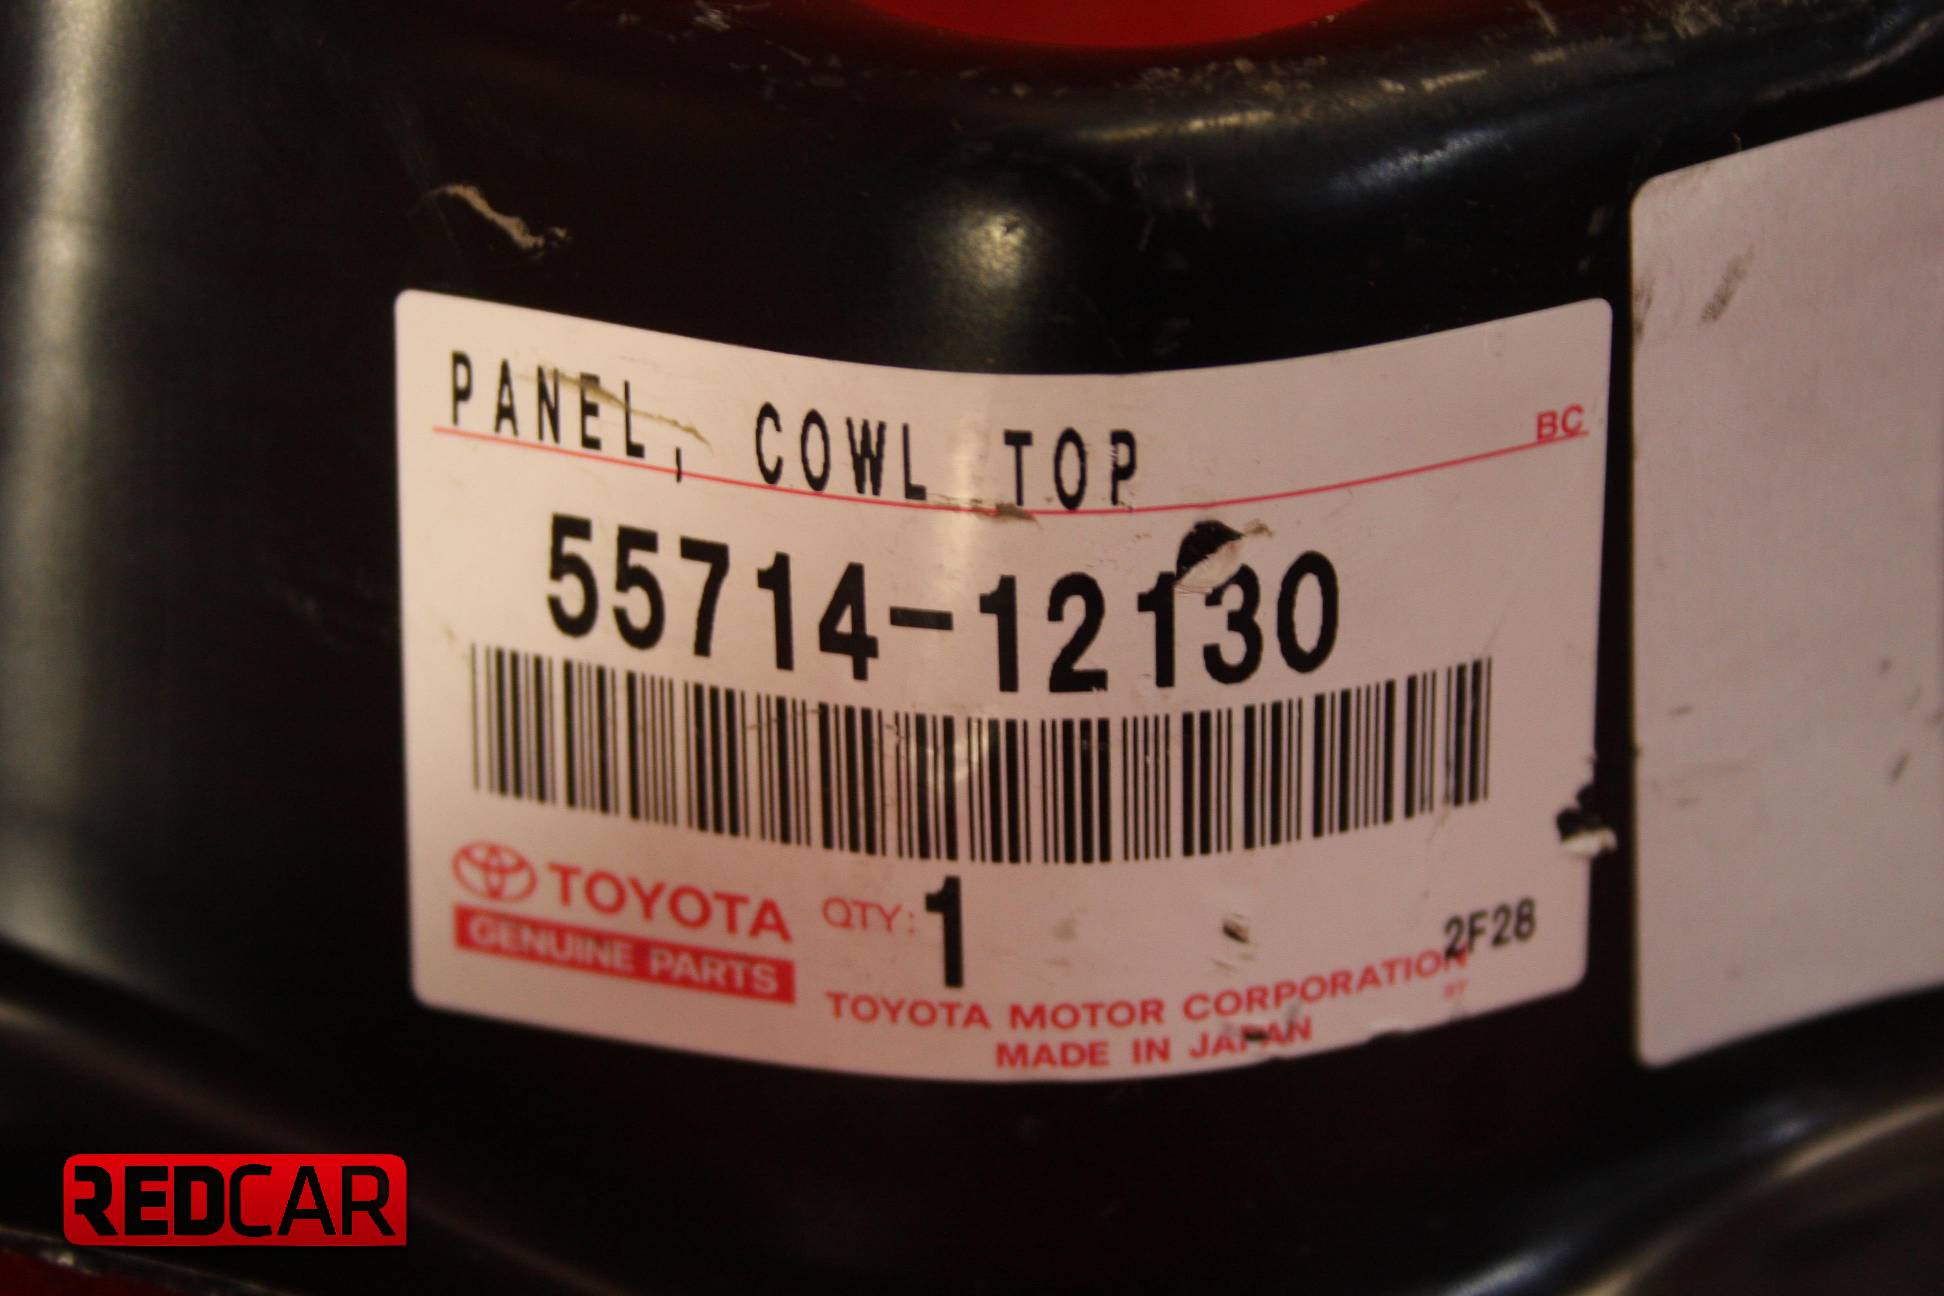 PANEL, COWL TOP
BC
55714-12130
TOYOTA
GENUINE PARTS
QTY: 1
2F28
TOYOTA MOTOR CORPORATION
MADE IN JAPAN
REDCAR